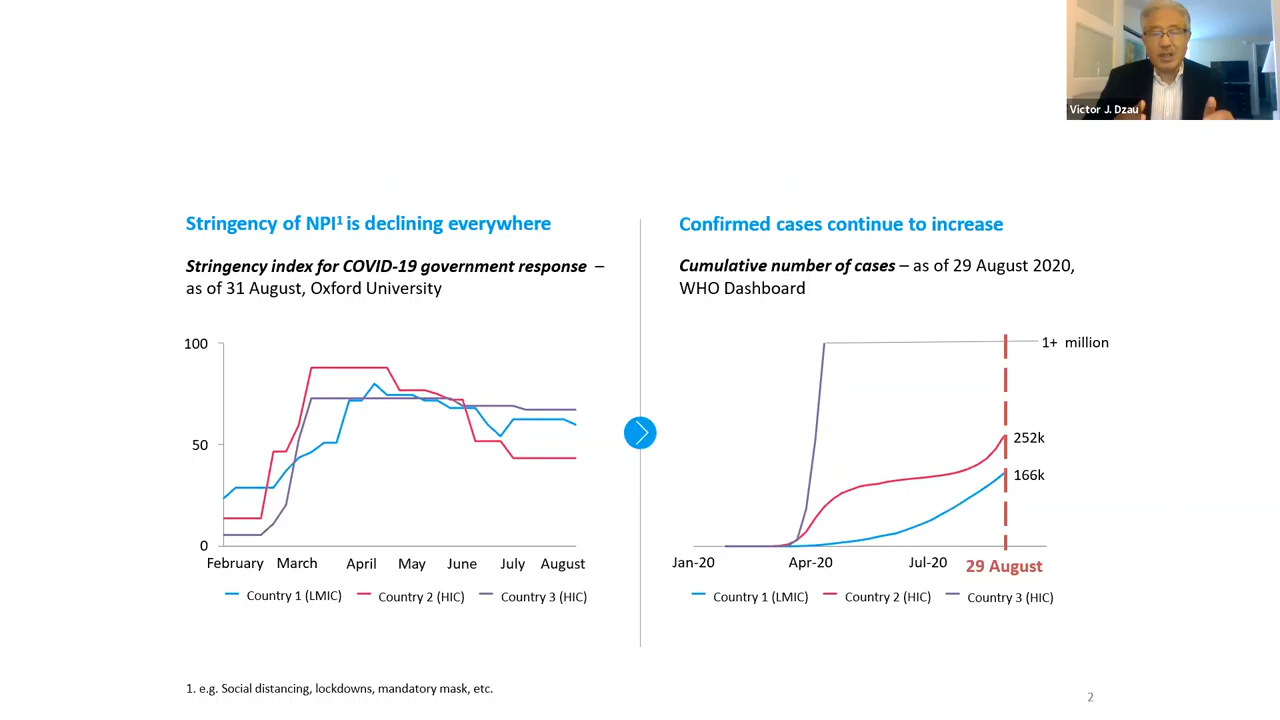 Victor J. Dzau
Stringency of NPI¹ is declining everywhere
Stringency index for COVID-19 government response –
as of 31 August, Oxford University
100
50
0
February March April May June July August
Country 1 (LMIC) Country 2 (HIC) Country 3 (HIC)
Confirmed cases continue to increase
Cumulative number of cases – as of 29 August 2020,
WHO Dashboard
1+ million
252k
166k
Jan-20 Apr-20 Jul-20 29 August
Country 1 (LMIC) Country 2 (HIC) Country 3 (HIC)
1. e.g. Social distancing, lockdowns, mandatory mask, etc.
2